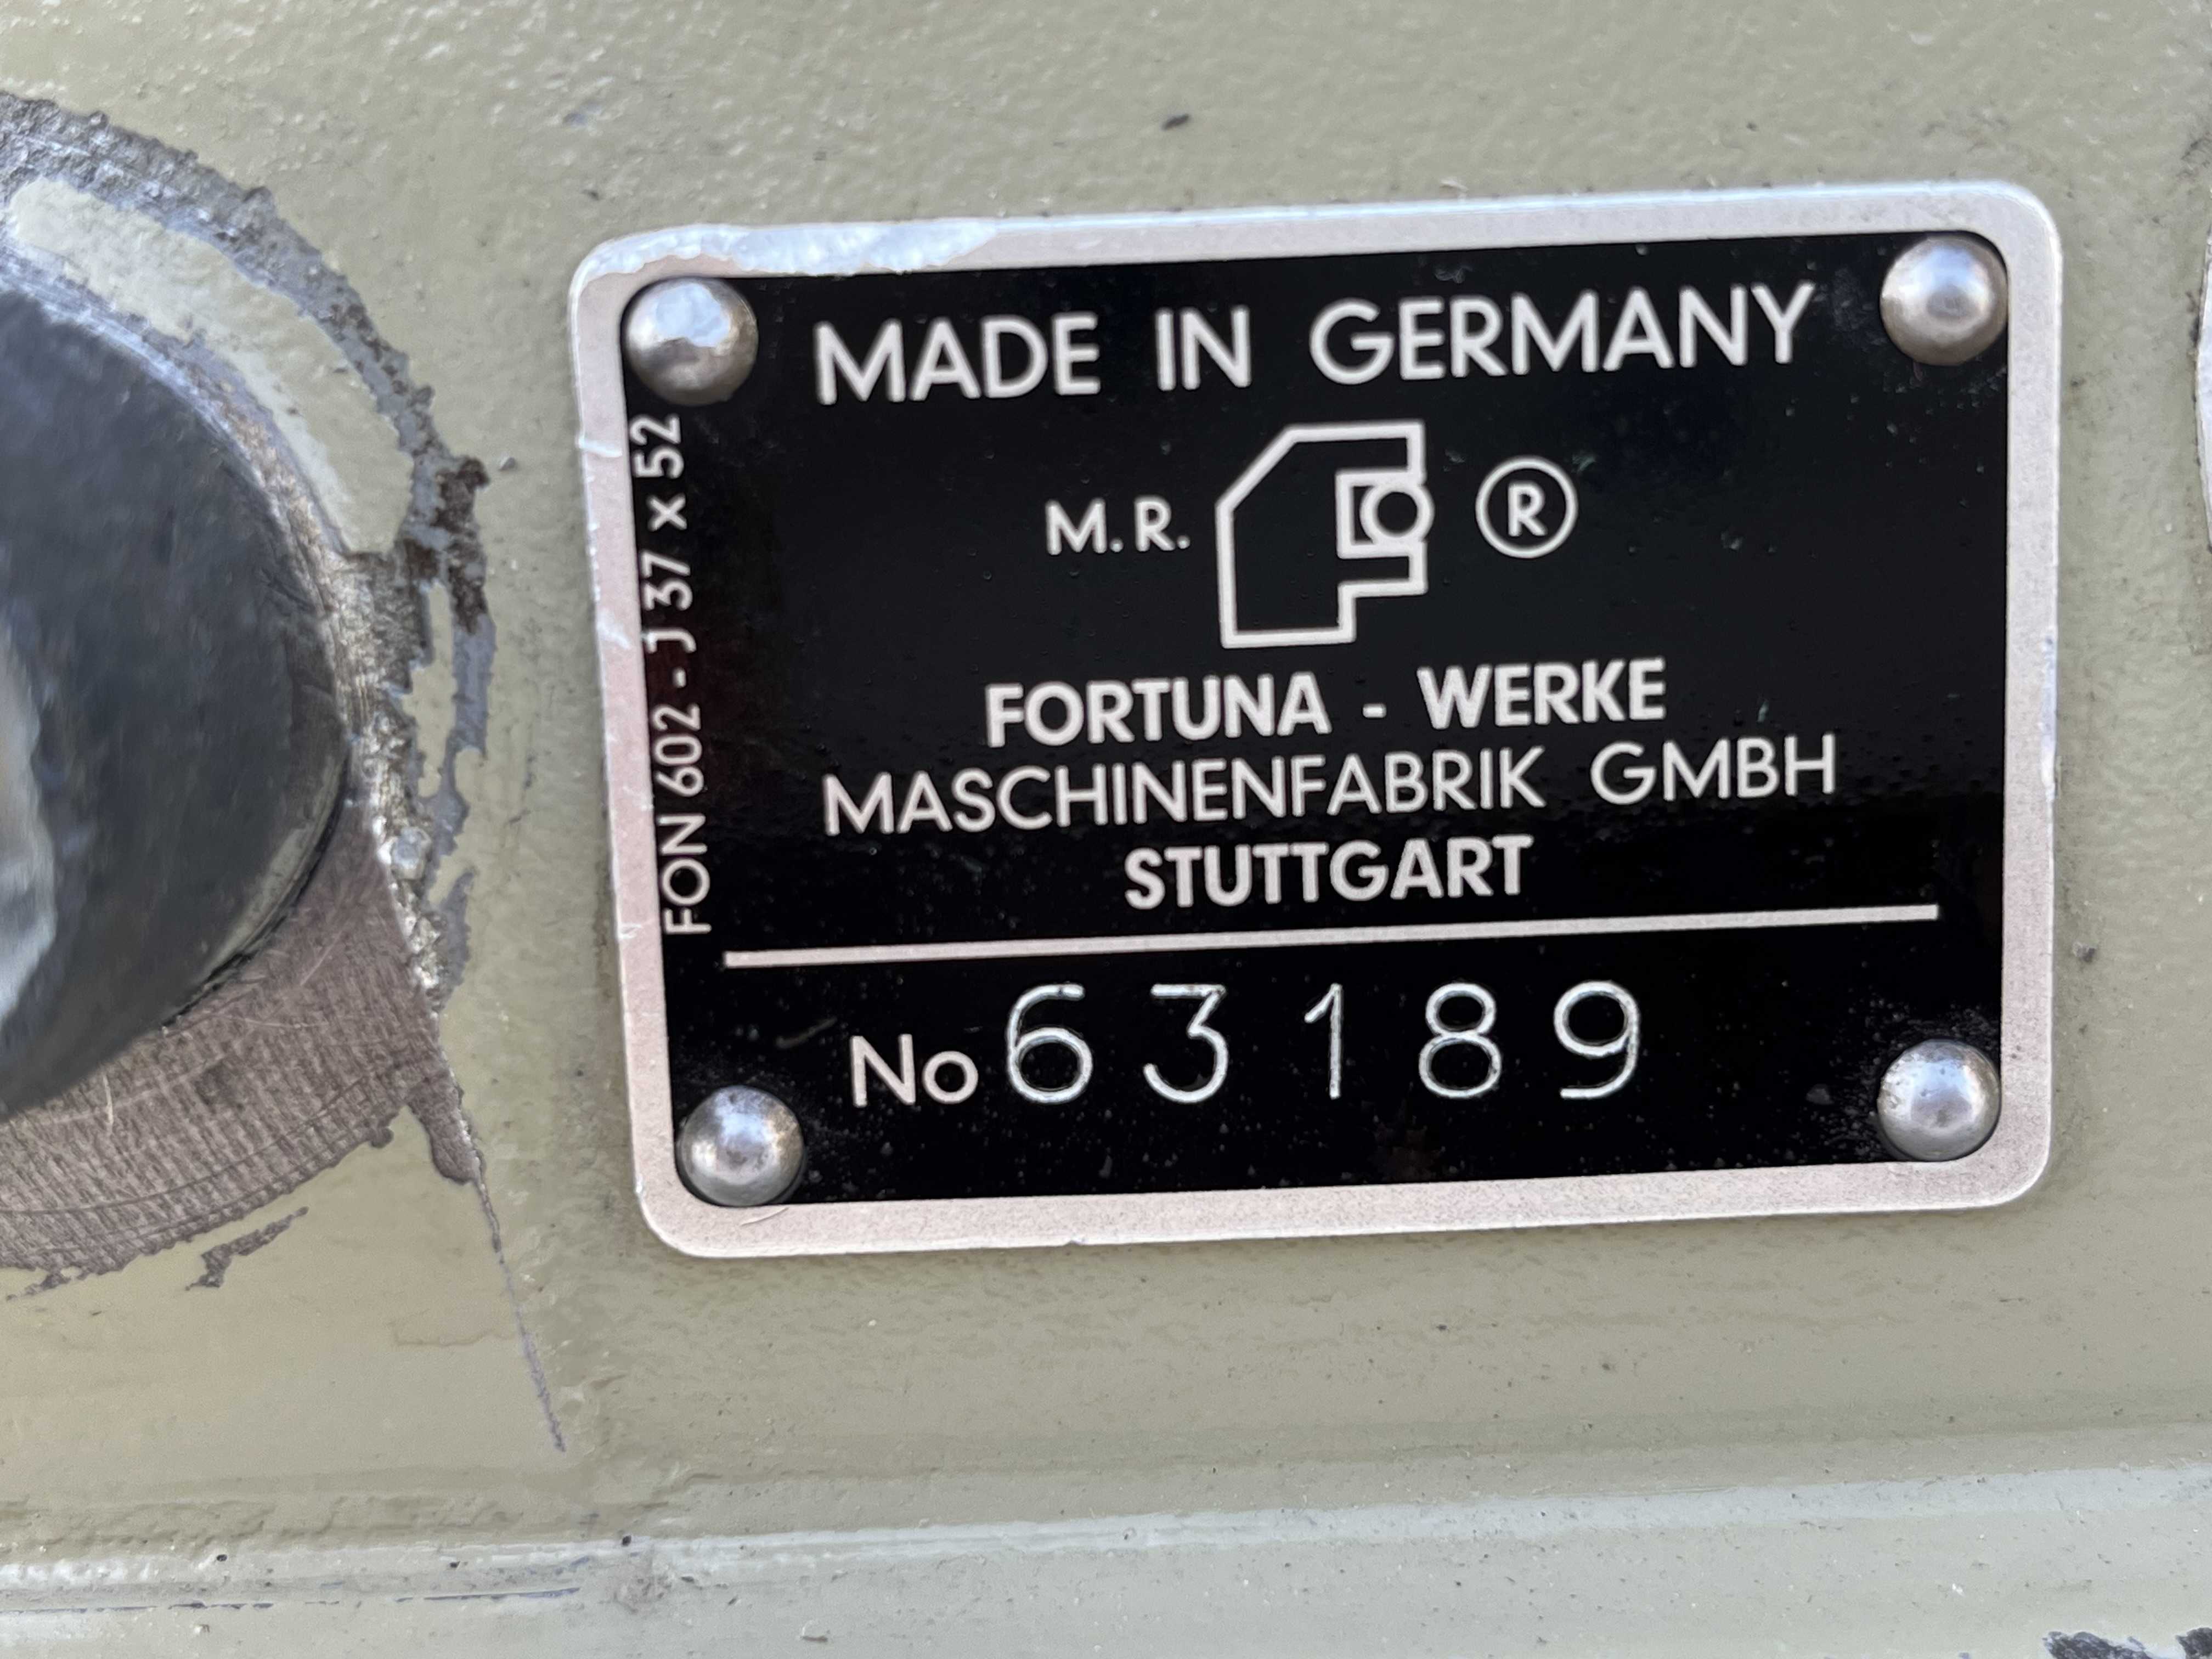 MADE IN GERMANY
M.R. ®
FORTUNA - WERKE
MASCHINENFABRIK GMBH
STUTTGART
No 63189
FON 602 - J 37 x 52